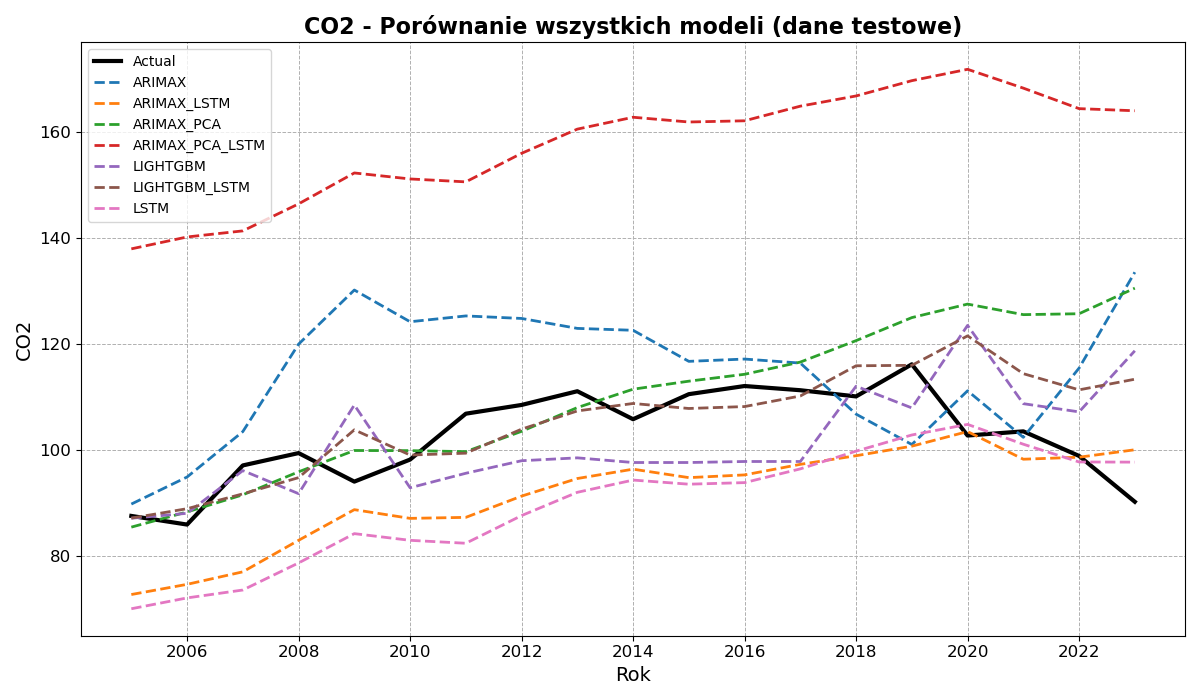 CO2 - Porównanie wszystkich modeli (dane testowe)
Actual
ARIMAX
ARIMAX_LSTM
ARIMAX_PCA
ARIMAX_PCA_LSTM
LIGHTGBM
LIGHTGBM_LSTM
LSTM
CO2
160
140
120
100
80
2006 2008 2010 2012 2014 2016 2018 2020 2022
Rok